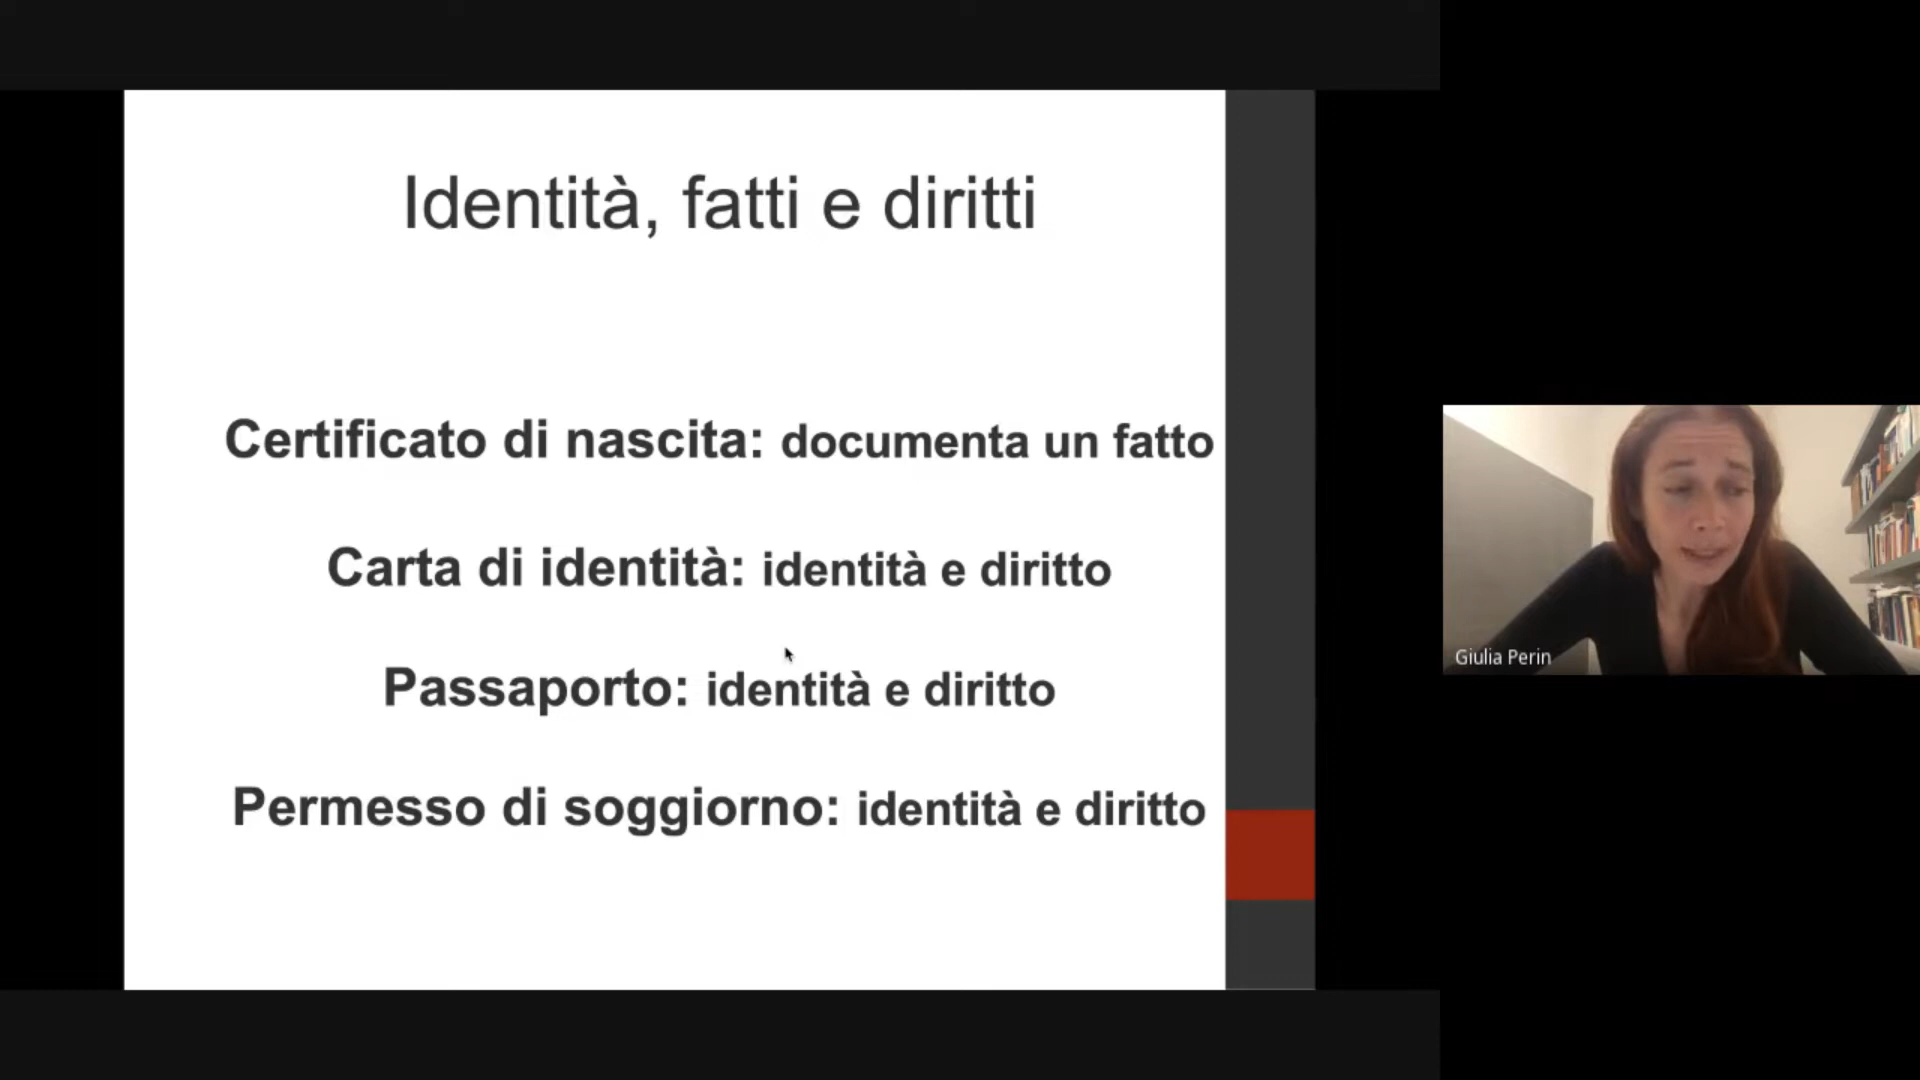 Identità, fatti e diritti
Certificato di nascita: documenta un fatto
Carta di identità: identità e diritto
Passaporto: identità e diritto
Permesso di soggiorno: identità e diritto
Giulia Perin